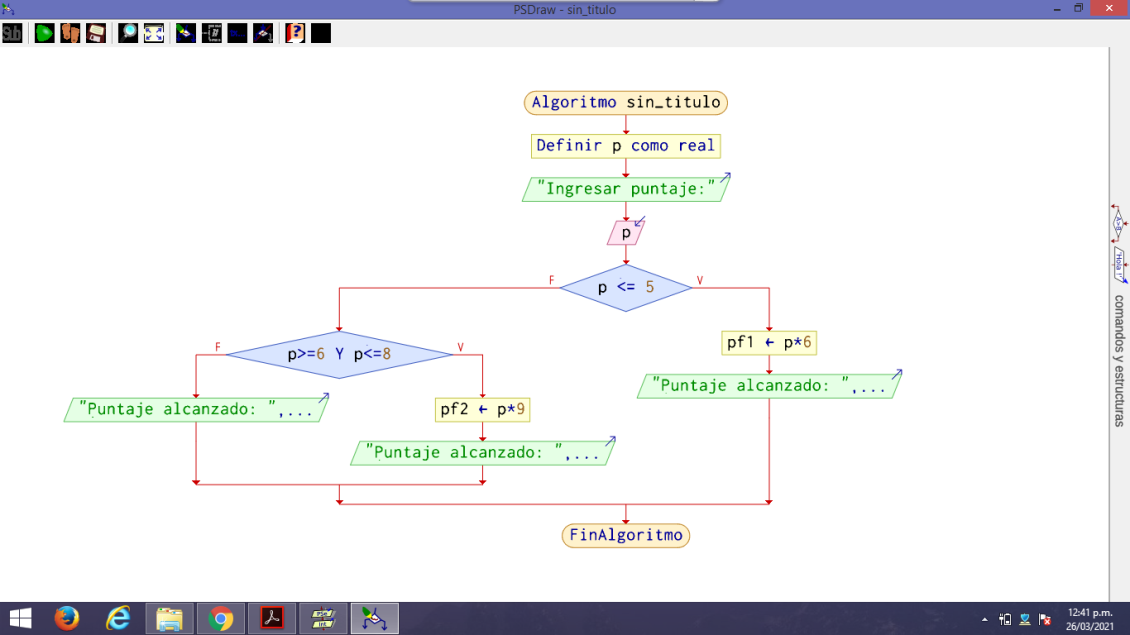 PSDraw - sin_titulo
Algoritmo sin_titulo
Definir p como real
"Ingresar puntaje:"
p
p <= 5
F
V
p>=6 Y p<=8
F
V
pf1 ← p*6
"Puntaje alcanzado: ",...
"Puntaje alcanzado: ",...
pf2 ← p*9
"Puntaje alcanzado: ",...
FinAlgoritmo
comandos y estructuras
12:41 p.m.
26/03/2021